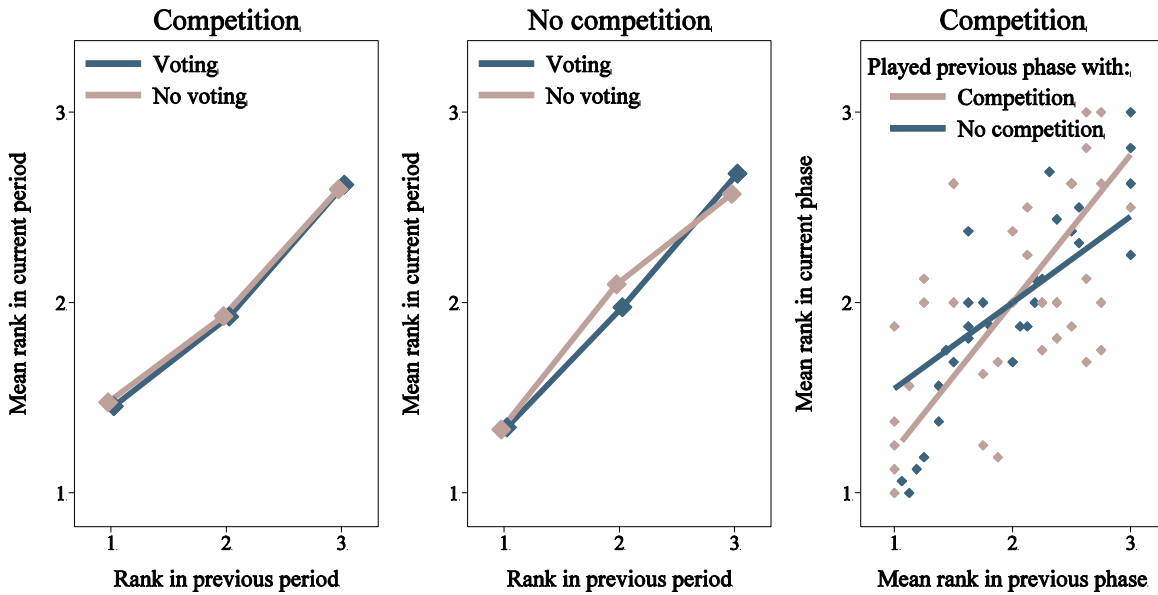 Competition
Voting
No voting
Mean rank in current period
3
2
1
1
2
3
Rank in previous period
No competition
Voting
No voting
Mean rank in current period
3
2
1
1
2
3
Rank in previous period
Competition
Played previous phase with:
Competition
No competition
Mean rank in current phase
3
2
1
1
2
3
Mean rank in previous phase